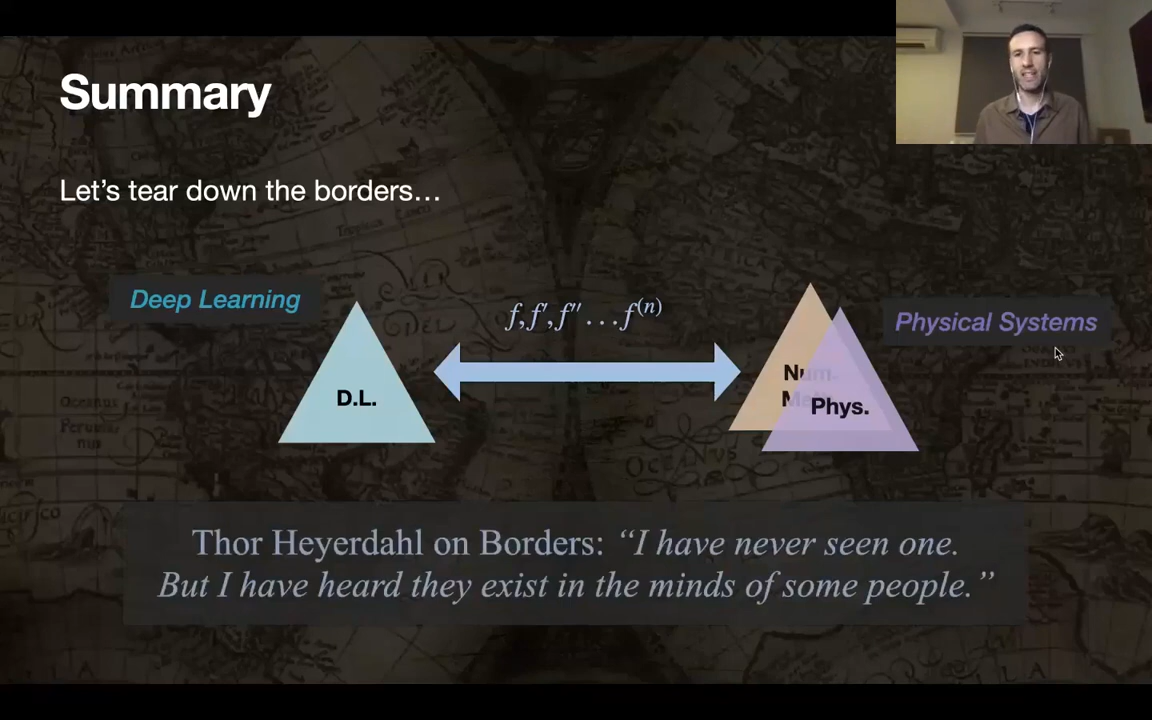 Summary
Let's tear down the borders…
Deep Learning
f, f′, f″ … f⁽ⁿ⁾
Physical Systems
D.L.
Num.
Phys.
Thor Heyerdahl on Borders: “I have never seen one.
But I have heard they exist in the minds of some people.”